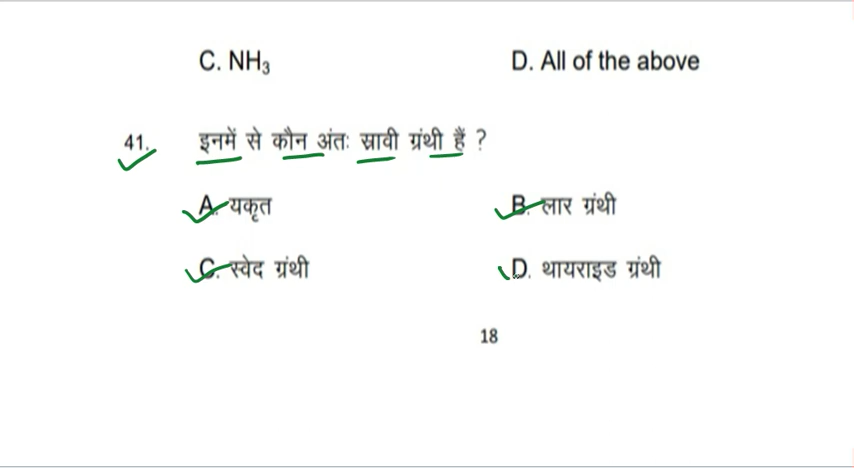 C. NH₃ D. All of the above
41. इनमें से कौन अंतः स्रावी ग्रंथी हैं ?
A. यकृत B. लार ग्रंथी
C. स्वेद ग्रंथी D. थायराइड ग्रंथी
18